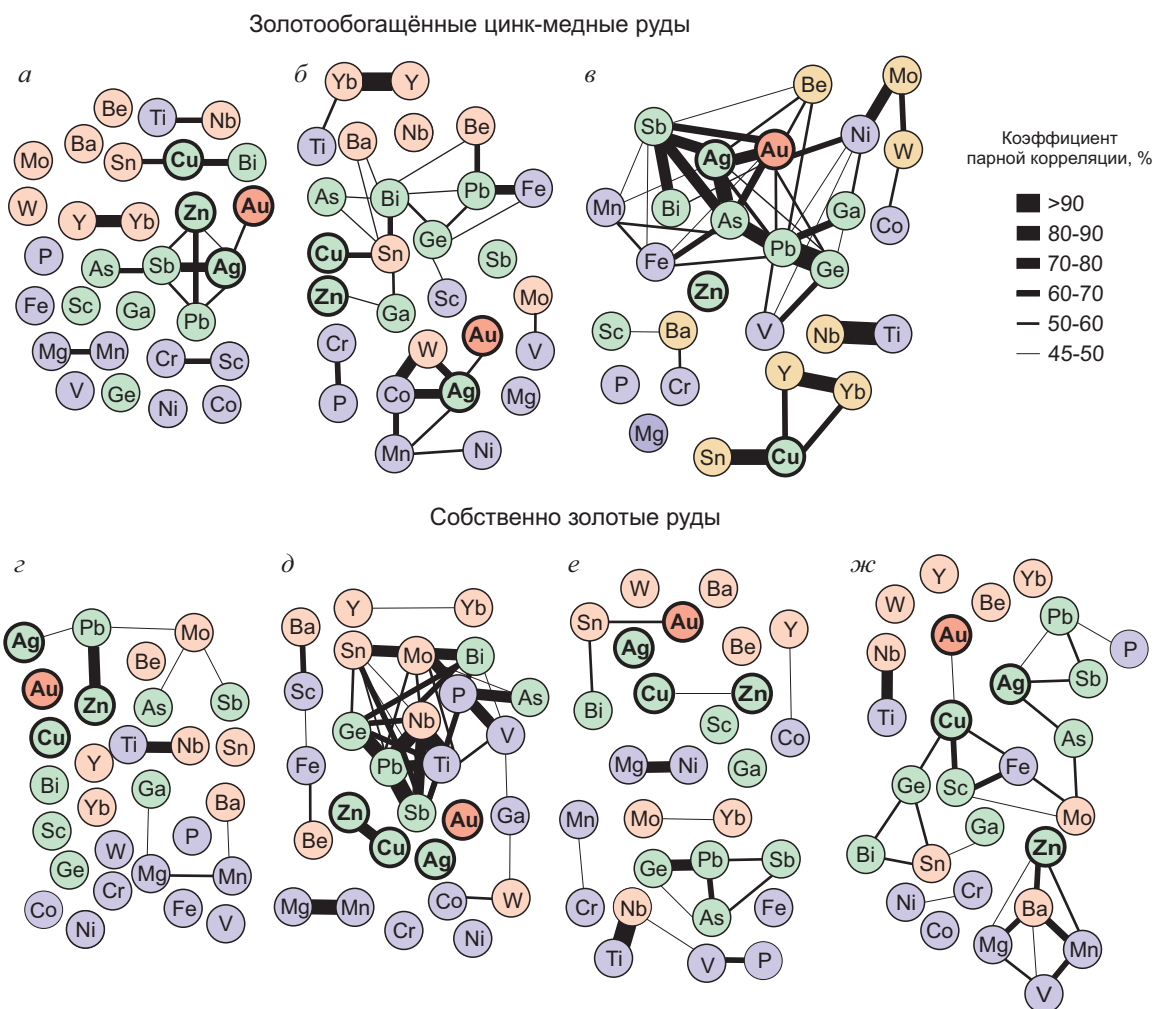 Золотообогащённые цинк-медные руды
а
б
в
Be
Ti
Nb
Ba
Mo
Sn
Cu
Bi
W
Y
Yb
Zn
Au
P
As
Sb
Ag
Fe
Sc
Ga
Pb
Mg
Mn
Cr
Sc
V
Ge
Ni
Co
Yb
Y
Ti
Ba
Nb
Be
As
Bi
Pb
Fe
Cu
Sn
Ge
Sb
Zn
Ga
Sc
Mo
Cr
W
Au
V
P
Co
Ag
Mg
Mn
Ni
Be
Mo
Sb
Ag
Au
Ni
W
Mn
Bi
As
Ga
Co
Fe
Pb
Ge
Zn
Sc
Ba
V
Nb
Ti
P
Cr
Y
Yb
Mg
Sn
Cu
Коэффициент
парной корреляции, %
>90
80-90
70-80
60-70
50-60
45-50
Собственно золотые руды
г
д
е
ж
Ag
Pb
Mo
Be
Au
Zn
As
Sb
Cu
Ti
Nb
Sn
Y
Bi
Yb
Ga
Ba
Sc
W
P
Ge
Cr
Mg
Mn
Co
Ni
Fe
V
Y
Yb
Ba
Sn
Mo
Bi
Sc
P
As
Ge
Nb
V
Fe
Pb
Ti
Zn
Sb
Au
Ga
Be
Cu
Ag
Mg
Mn
Co
W
Cr
Ni
W
Ba
Sn
Au
Y
Ag
Be
Bi
Cu
Zn
Sc
Co
Mg
Ni
Ga
Mn
Mo
Yb
Ge
Pb
Sb
Cr
Nb
As
Fe
Ti
V
P
Y
Yb
W
Be
Au
Pb
Nb
P
Ag
Sb
Ti
Cu
As
Ge
Sc
Fe
Ga
Mo
Bi
Sn
Zn
Ni
Cr
Ba
Co
Mg
Mn
V